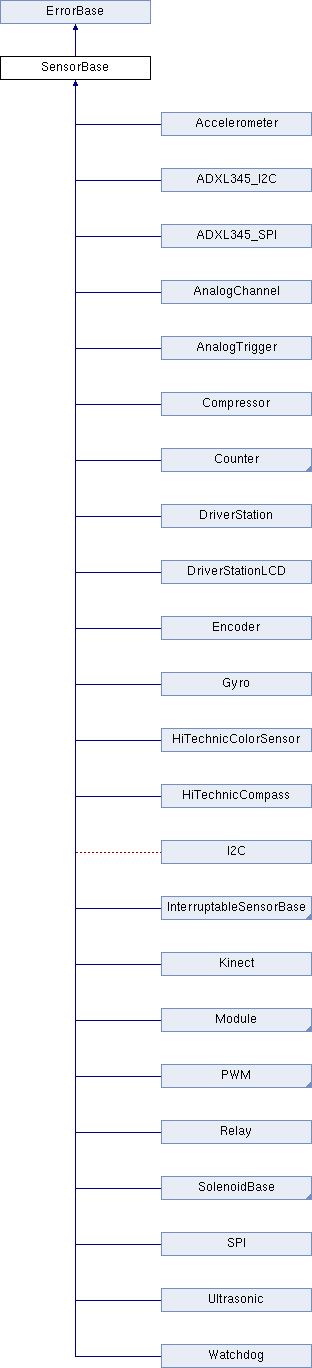 ErrorBase
SensorBase
Accelerometer
ADXL345_I2C
ADXL345_SPI
AnalogChannel
AnalogTrigger
Compressor
Counter
DriverStation
DriverStationLCD
Encoder
Gyro
HiTechnicColorSensor
HiTechnicCompass
I2C
InterruptableSensorBase
Kinect
Module
PWM
Relay
SolenoidBase
SPI
Ultrasonic
Watchdog